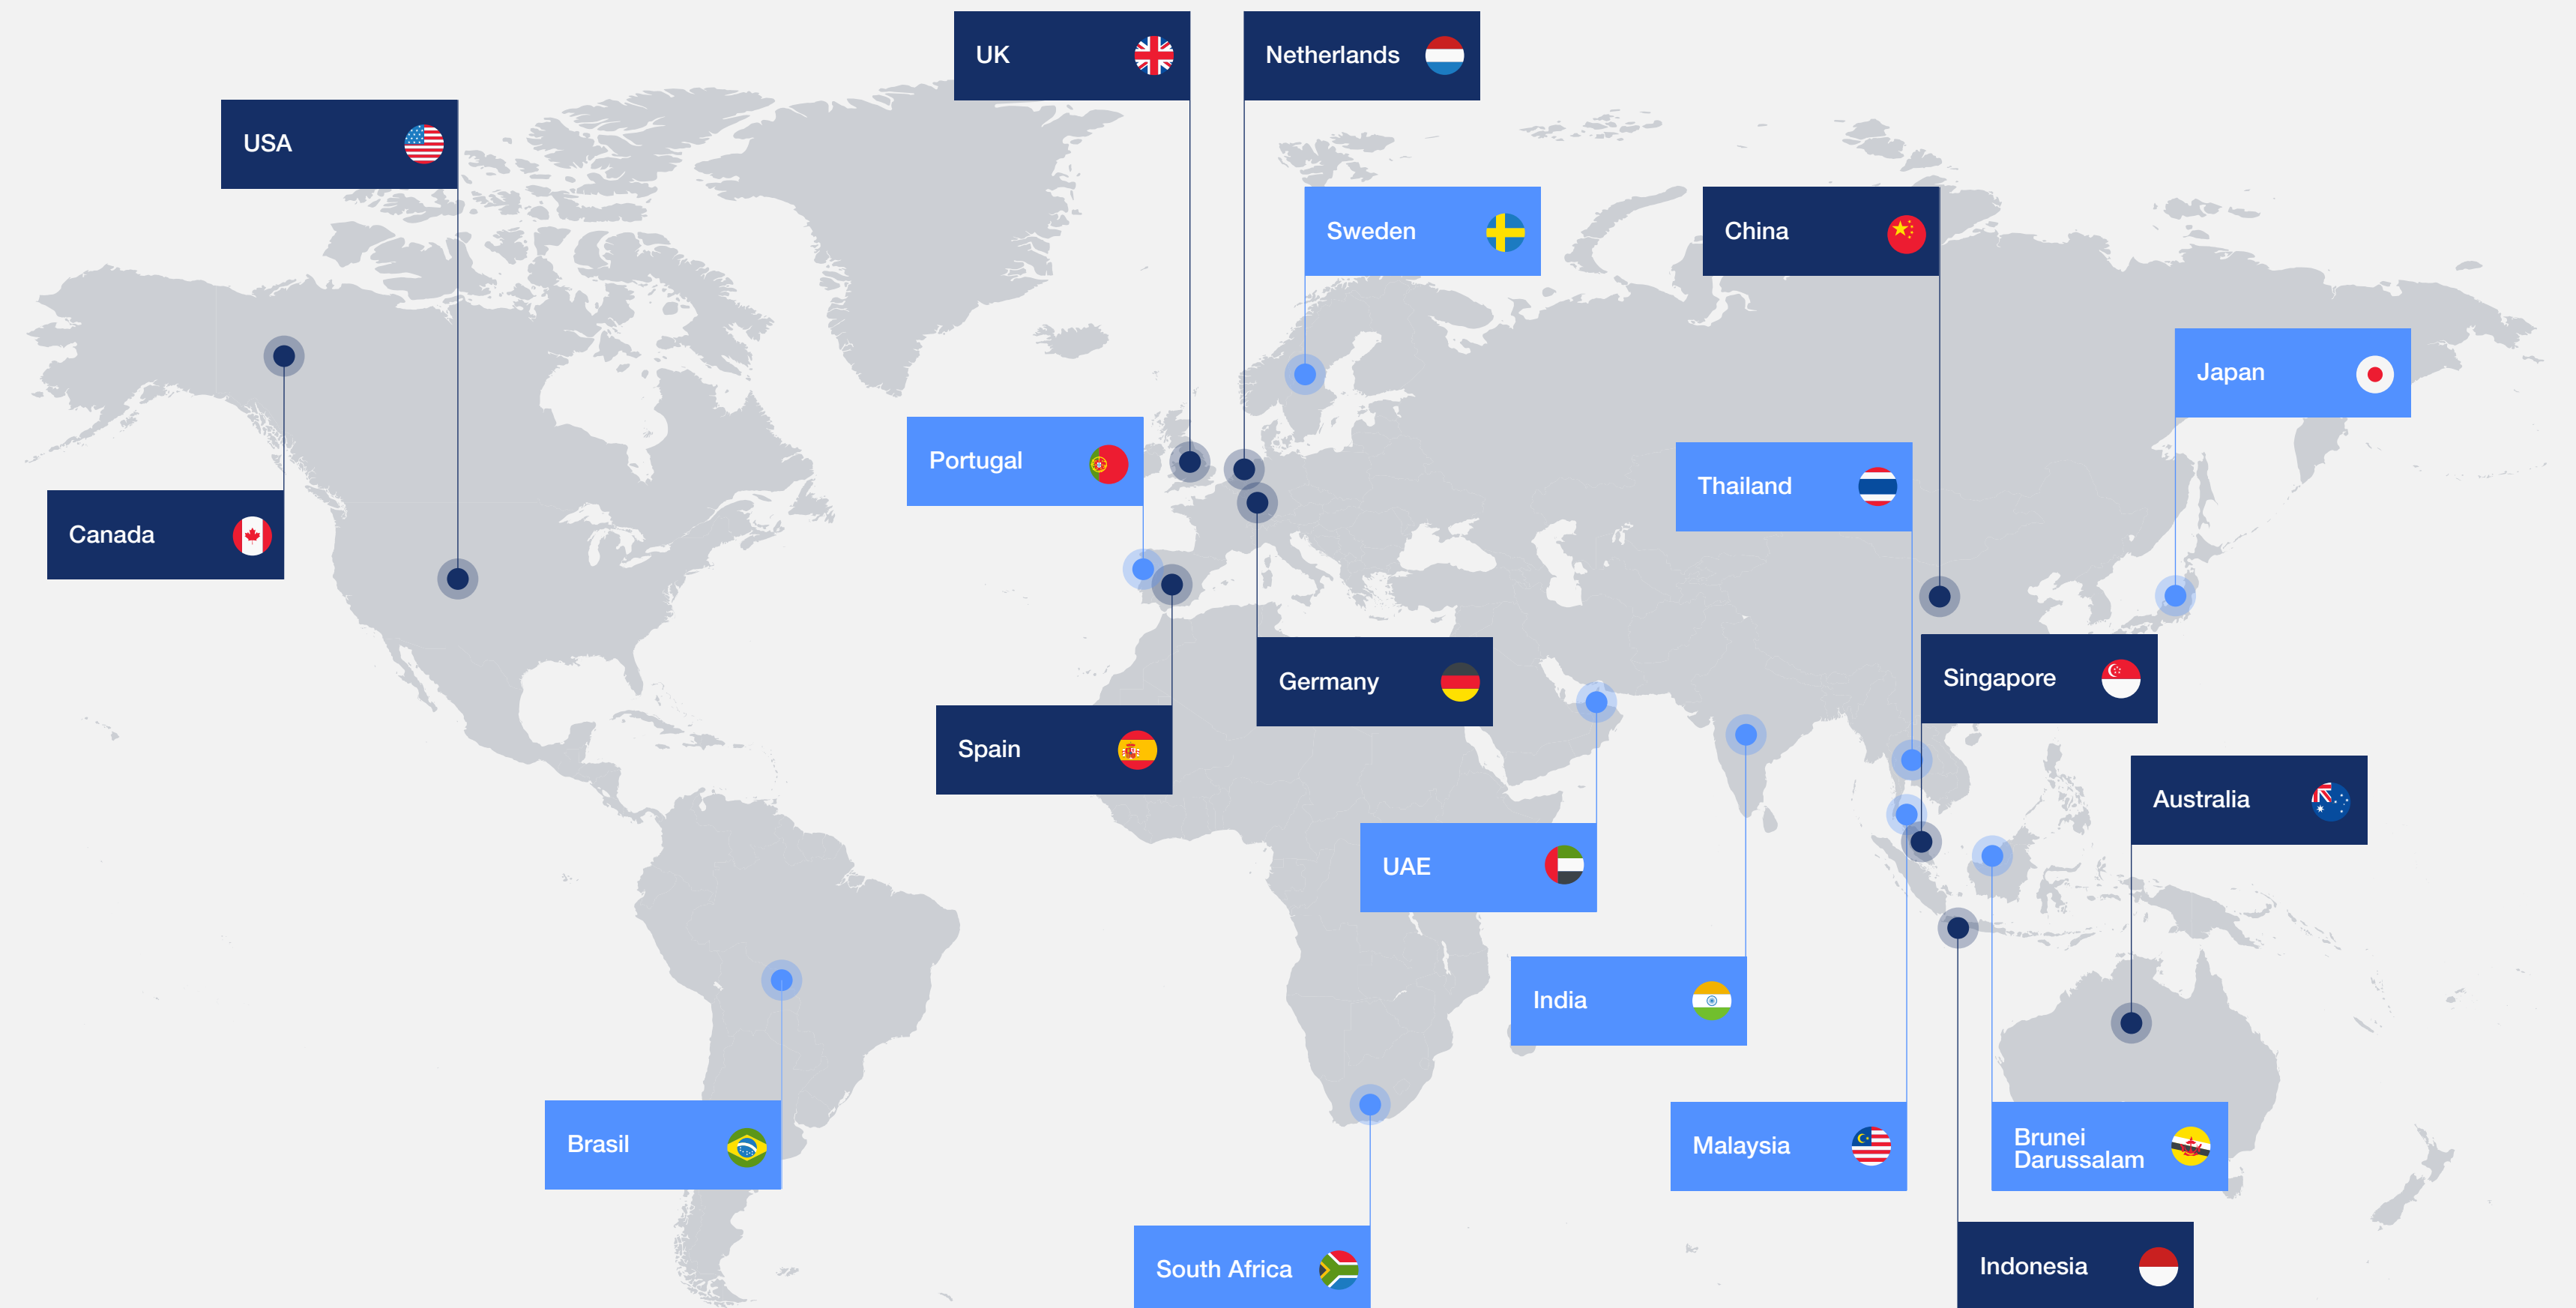 UK
Netherlands
USA
Sweden
China
Japan
Portugal
Thailand
Canada
Germany
Singapore
Spain
Australia
UAE
India
Brasil
Malaysia
Brunei
Darussalam
South Africa
Indonesia